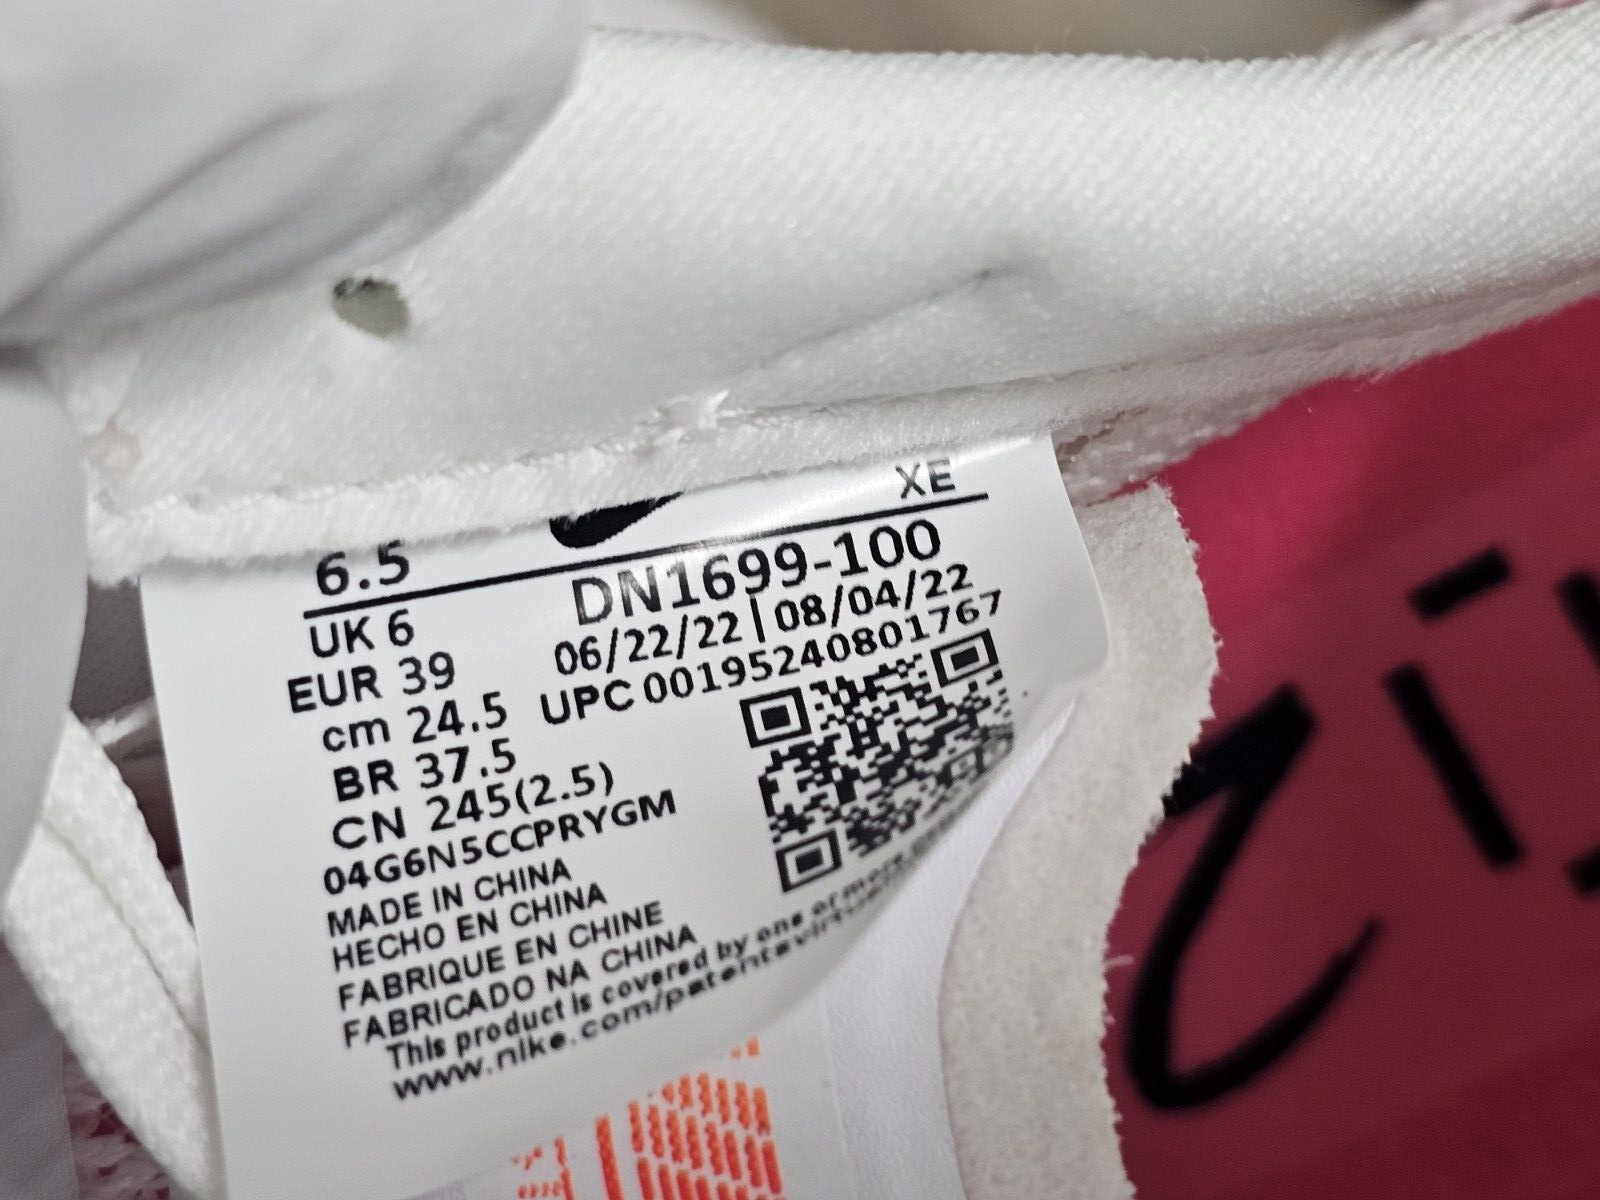 XE
6.5
DN1699-100
UK 6
06/22/22 | 08/04/22
EUR 39
UPC 00195240801767
cm 24.5
BR 37.5
CN 245(2.5)
04G6N5CCPRYGM
MADE IN CHINA
HECHO EN CHINA
FABRIQUE EN CHINE
FABRICADO NA CHINA
This product is covered by one or more
www.nike.com/patents